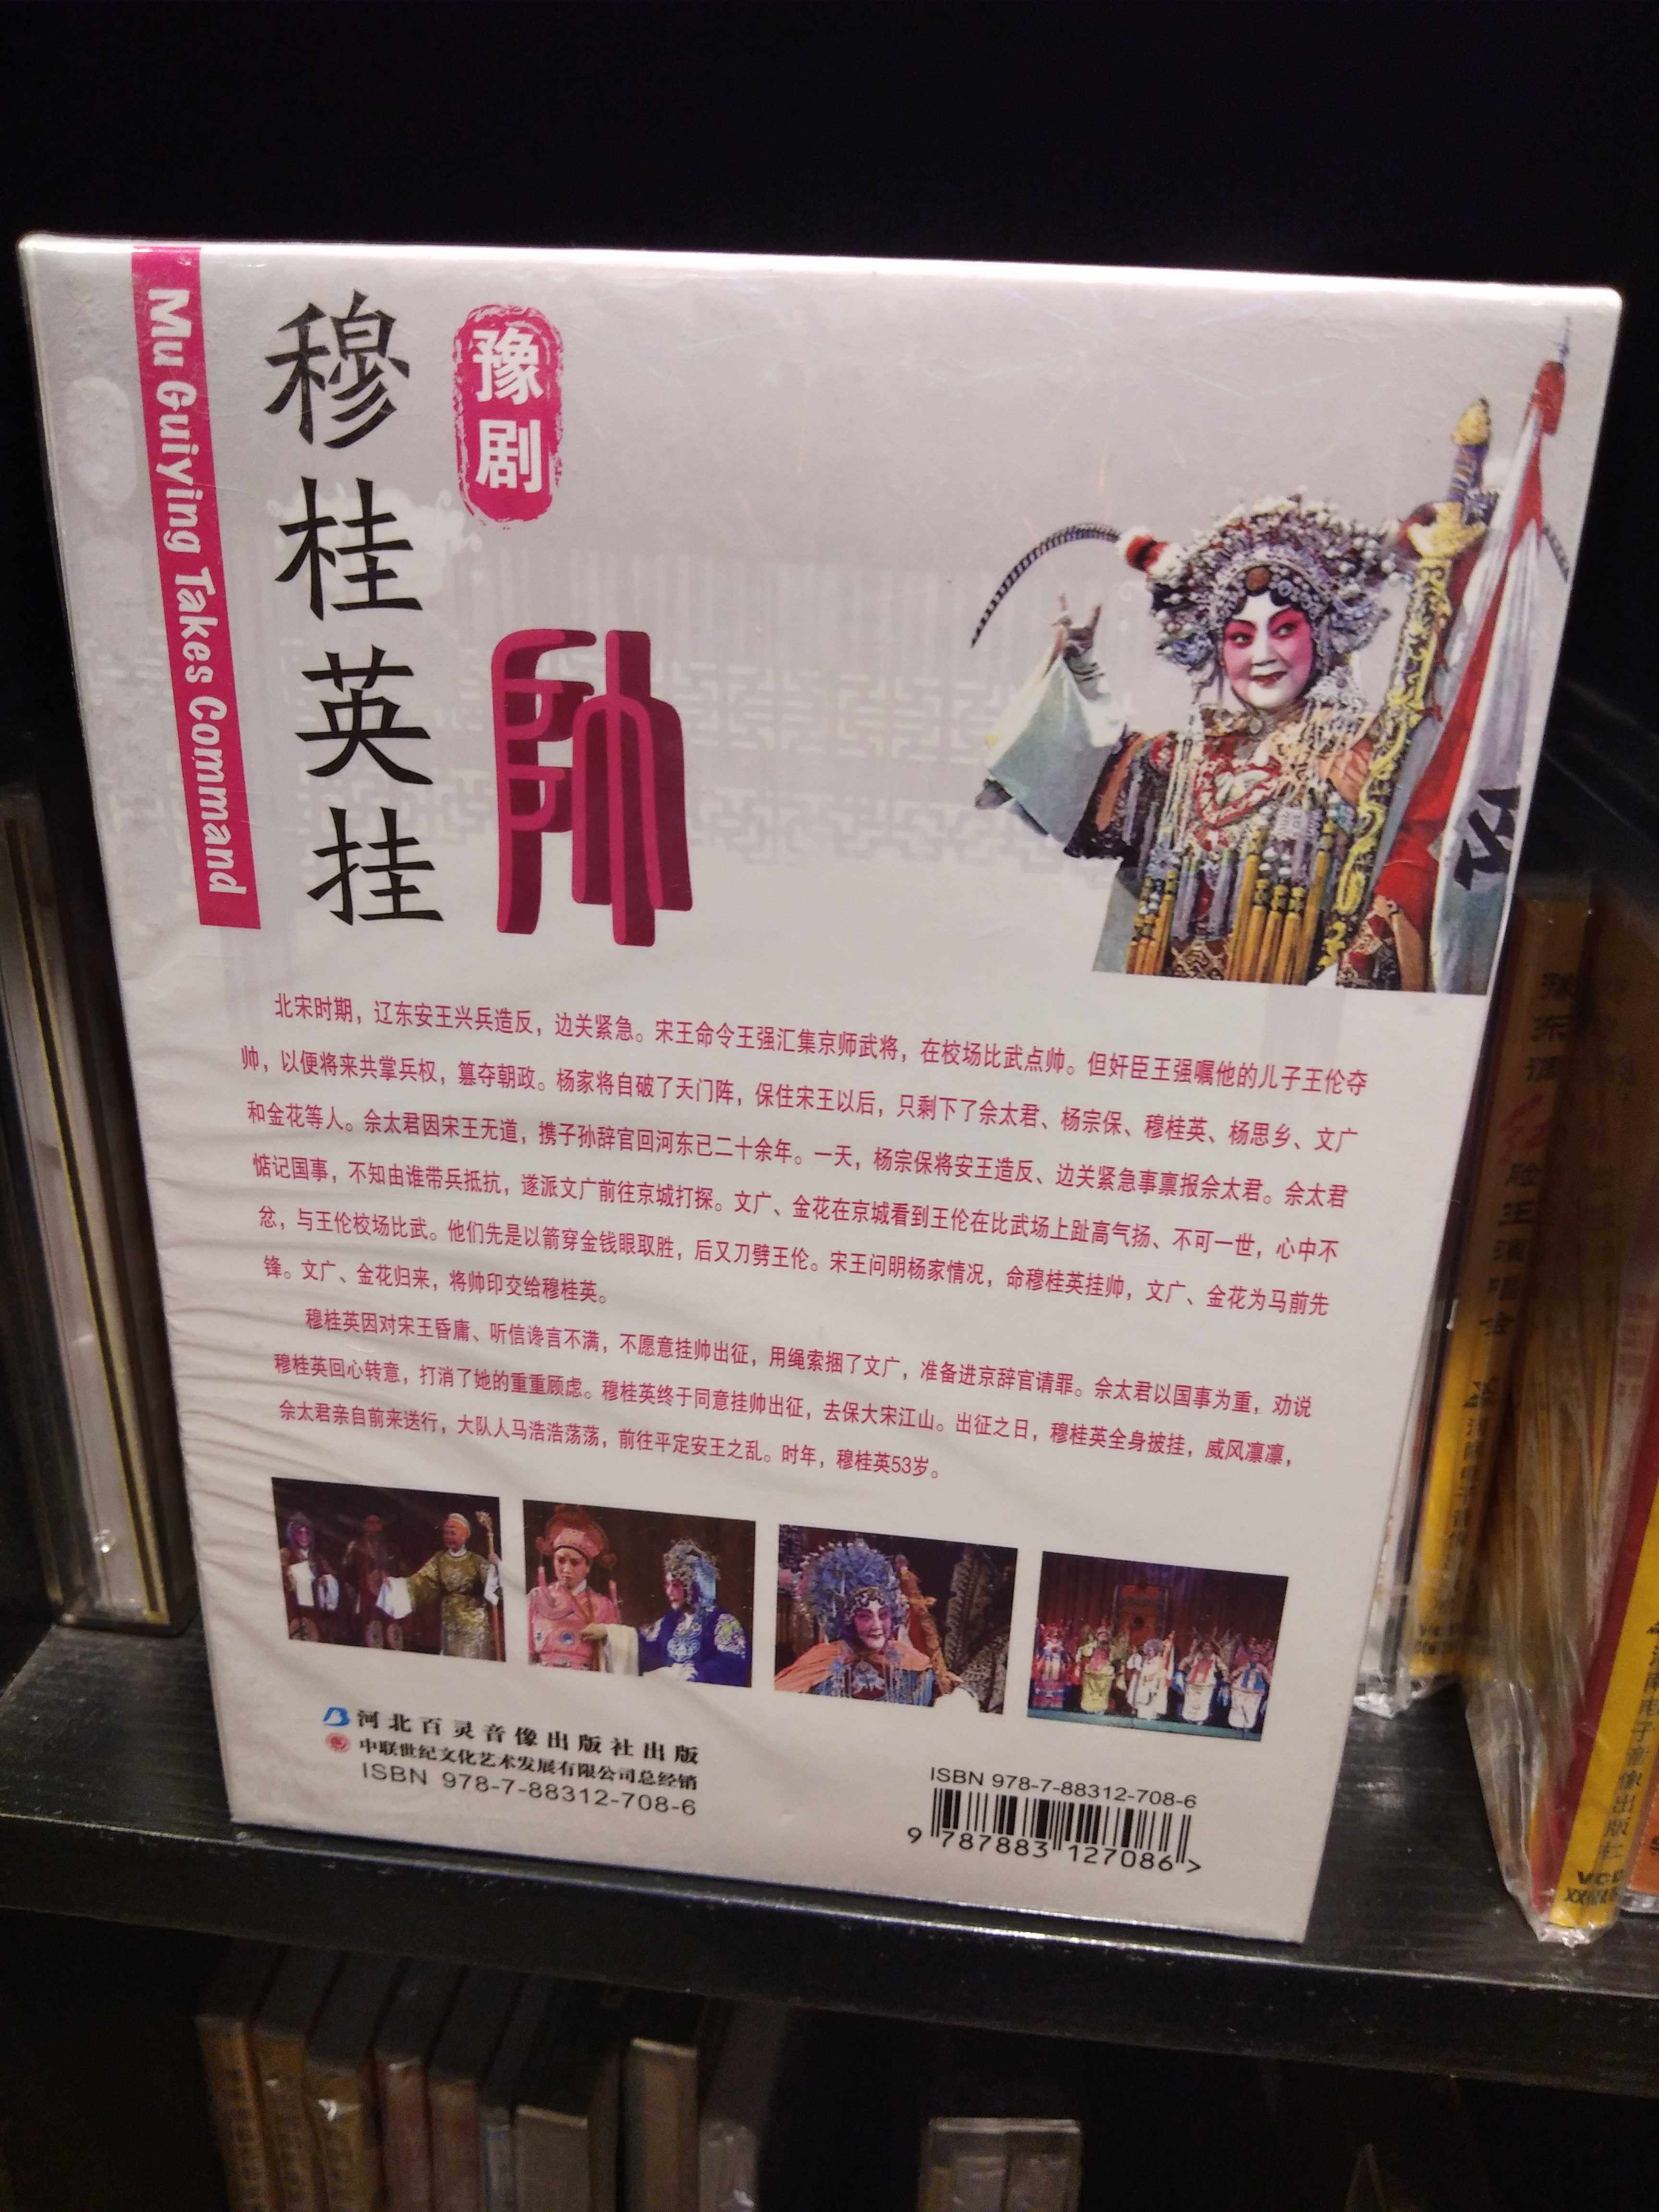 Mu Guiying Takes Command
穆桂英挂
帅
豫剧
北宋时期，辽东安王兴兵造反，边关紧急。宋王命令王强汇集京师武将，在校场比武点帅。但奸臣王强嘱他的儿子王伦夺
帅，以便将来共掌兵权，篡夺朝政。杨家将自破了天门阵，保住宋王以后，只剩下了佘太君、杨宗保、穆桂英、杨思乡、文广
和金花等人。佘太君因宋王无道，携子孙辞官回河东已二十余年。一天，杨宗保将安王造反、边关紧急事禀报佘太君。佘太君
惦记国事，不知由谁带兵抵抗，遂派文广前往京城打探。文广、金花在京城看到王伦在比武场上趾高气扬、不可一世，心中不
忿，与王伦校场比武。他们先是以箭穿金钱眼取胜，后又刀劈王伦。宋王问明杨家情况，命穆桂英挂帅，文广、金花为马前先
锋。文广、金花归来，将帅印交给穆桂英。
穆桂英因对宋王昏庸、听信谗言不满，不愿意挂帅出征，用绳索捆了文广，准备进京辞官请罪。佘太君以国事为重，劝说
穆桂英回心转意，打消了她的重重顾虑。穆桂英终于同意挂帅出征，去保大宋江山。出征之日，穆桂英全身披挂，威风凛凛，
佘太君亲自前来送行，大队人马浩浩荡荡，前往平定安王之乱。时年，穆桂英53岁。
河北百灵音像出版社出版
中联世纪文化艺术发展有限公司总经销
ISBN 978-7-88312-708-6
ISBN 978-7-88312-708-6
9 787883 127086 >
脸王演唱会
河南电子音像出版社
VCD